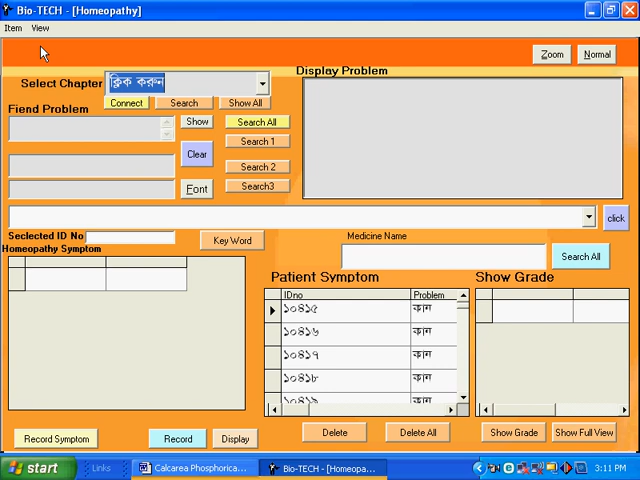 Bio-TECH - [Homeopathy]
Item View
Zoom Normal
Display Problem
Select Chapter ক্লিক করুন
Connect Search Show All
Fiend Problem
Show Search All
Search 1
Clear
Search 2
Font Search3
click
Seclected ID No
Key Word
Medicine Name
Homeopathy Symptom
Search All
Patient Symptom
Show Grade
IDno Problem
১০৪১৫ কান
১০৪১৬ কান
১০৪১৭ কান
১০৪১৮ কান
১০৪১৯ কান
Record Symptom Record Display Delete Delete All Show Grade Show Full View
start Links Calcarea Phosphorica... Bio-TECH - [Homeopa... 3:11 PM